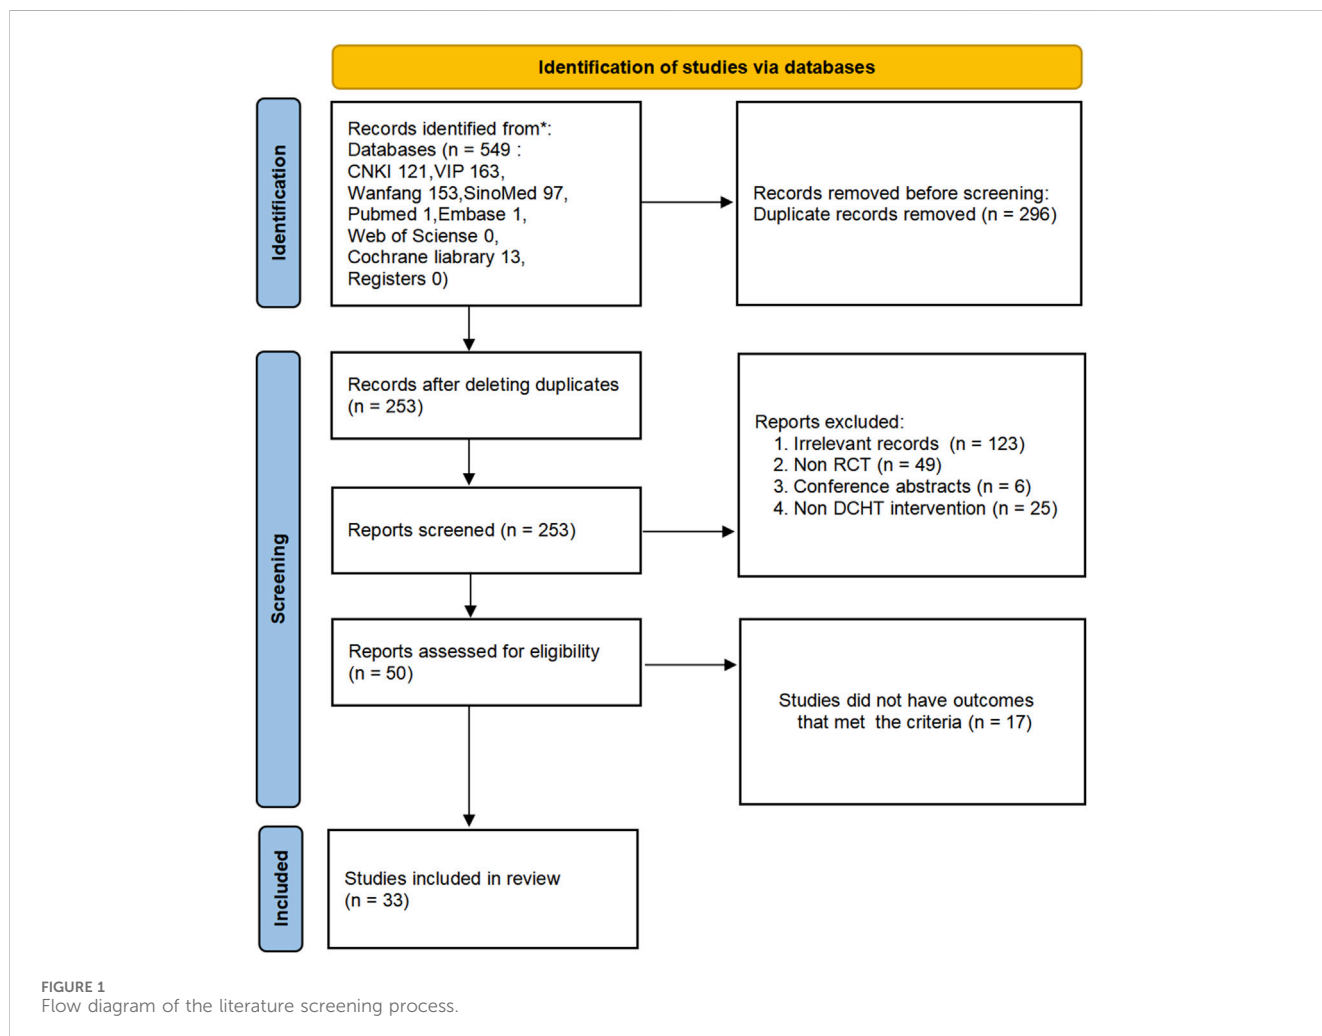 Identification of studies via databases
Identification
Records identified from*:
Databases (n = 549 :
CNKI 121,VIP 163,
Wanfang 153,SinoMed 97,
Pubmed 1,Embase 1,
Web of Sciense 0,
Cochrane liabrary 13,
Registers 0)
Records removed before screening:
Duplicate records removed (n = 296)
Screening
Records after deleting duplicates
(n = 253)
Reports screened (n = 253)
Reports excluded:
1. Irrelevant records (n = 123)
2. Non RCT (n = 49)
3. Conference abstracts (n = 6)
4. Non DCHT intervention (n = 25)
Reports assessed for eligibility
(n = 50)
Studies did not have outcomes
that met the criteria (n = 17)
Included
Studies included in review
(n = 33)
FIGURE 1
Flow diagram of the literature screening process.